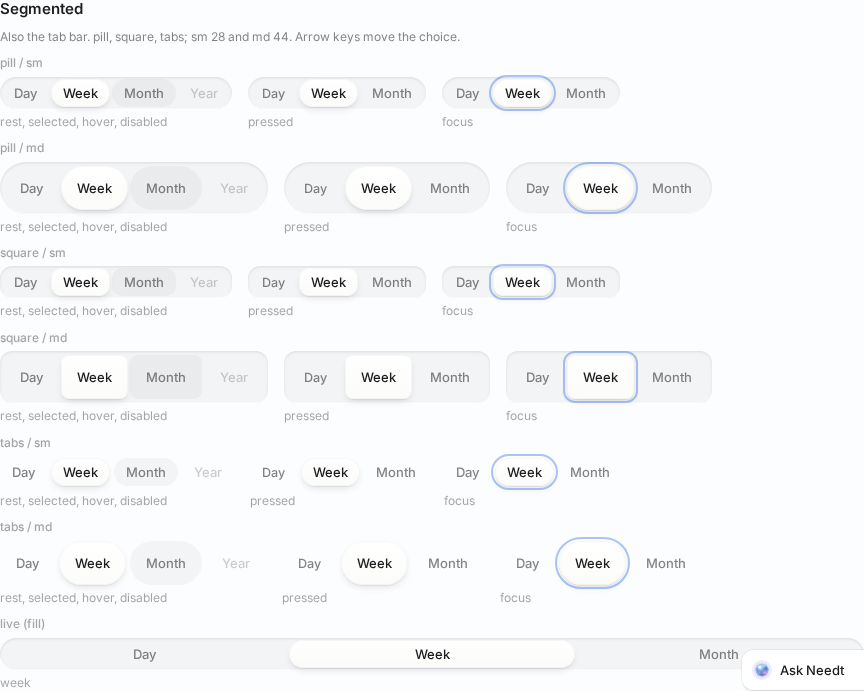 Segmented
Also the tab bar. pill, square, tabs; sm 28 and md 44. Arrow keys move the choice.
pill / sm
Day Week Month Year Day Week Month Day Week Month
rest, selected, hover, disabled pressed focus
pill / md
Day Week Month Year Day Week Month Day Week Month
rest, selected, hover, disabled pressed focus
square / sm
Day Week Month Year Day Week Month Day Week Month
rest, selected, hover, disabled pressed focus
square / md
Day Week Month Year Day Week Month Day Week Month
rest, selected, hover, disabled pressed focus
tabs / sm
Day Week Month Year Day Week Month Day Week Month
rest, selected, hover, disabled pressed focus
tabs / md
Day Week Month Year Day Week Month Day Week Month
rest, selected, hover, disabled pressed focus
live (fill)
Day Week Month
Ask Needt
week